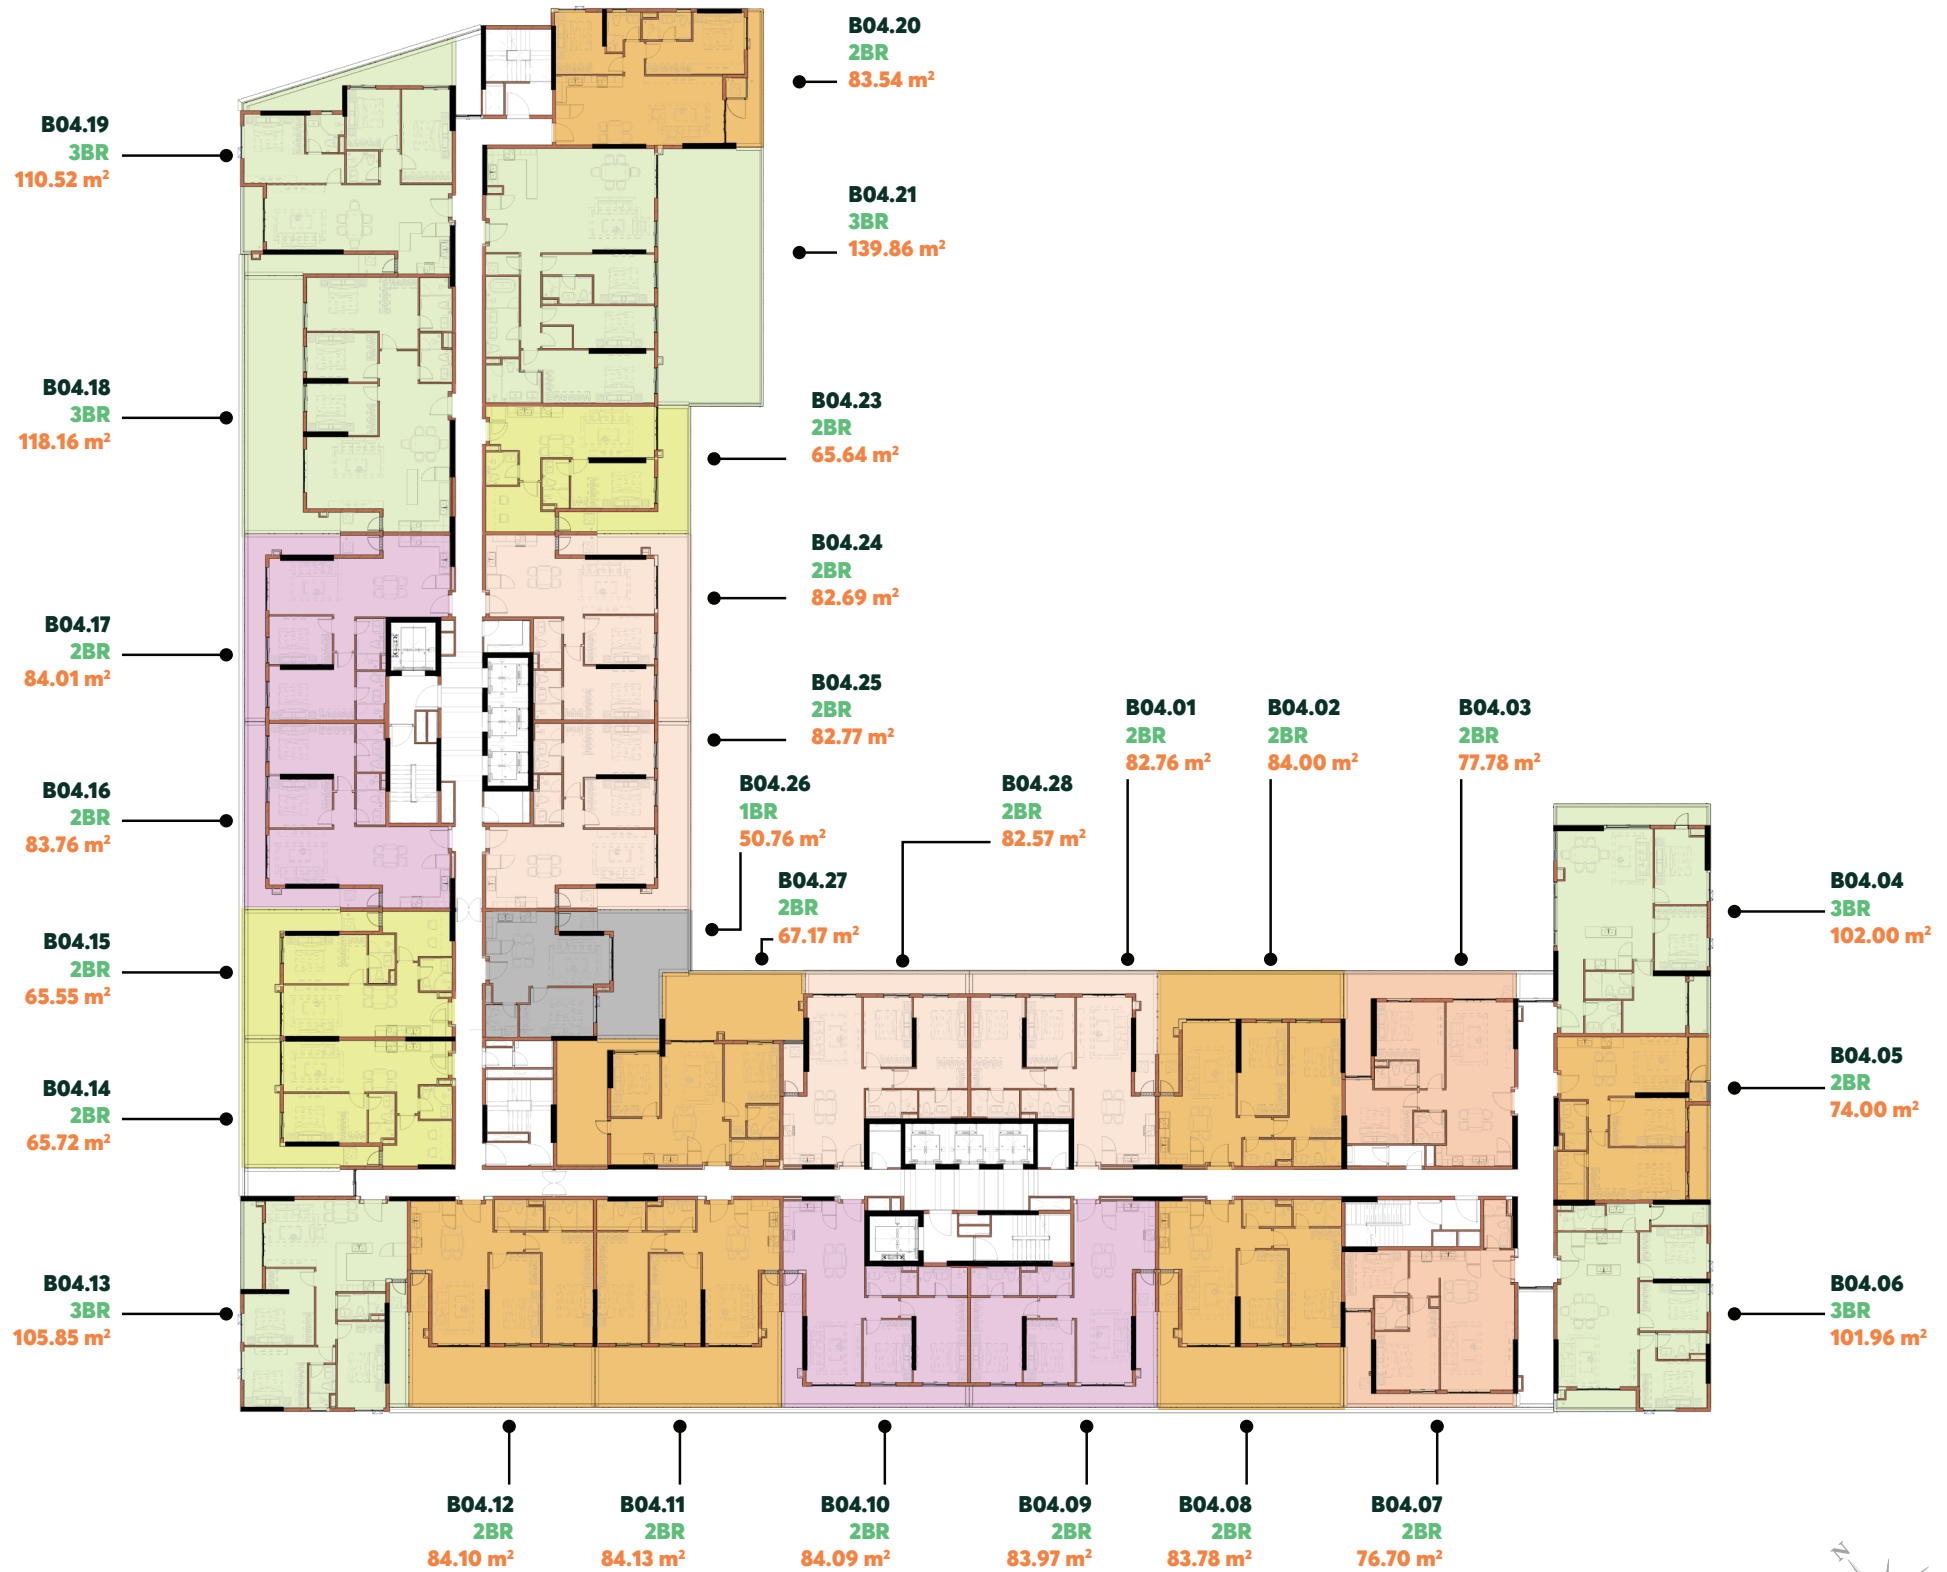 B04.20
2BR
83.54 m²
B04.19
3BR
110.52 m²
B04.21
3BR
139.86 m²
B04.18
3BR
118.16 m²
B04.23
2BR
65.64 m²
B04.24
2BR
82.69 m²
B04.17
2BR
84.01 m²
B04.25
2BR
82.77 m²
B04.01
2BR
82.76 m²
B04.02
2BR
84.00 m²
B04.03
2BR
77.78 m²
B04.16
2BR
83.76 m²
B04.26
1BR
50.76 m²
B04.28
2BR
82.57 m²
B04.27
2BR
67.17 m²
B04.04
3BR
102.00 m²
B04.15
2BR
65.55 m²
B04.05
2BR
74.00 m²
B04.14
2BR
65.72 m²
B04.13
3BR
105.85 m²
B04.06
3BR
101.96 m²
B04.12
2BR
84.10 m²
B04.11
2BR
84.13 m²
B04.10
2BR
84.09 m²
B04.09
2BR
83.97 m²
B04.08
2BR
83.78 m²
B04.07
2BR
76.70 m²
N